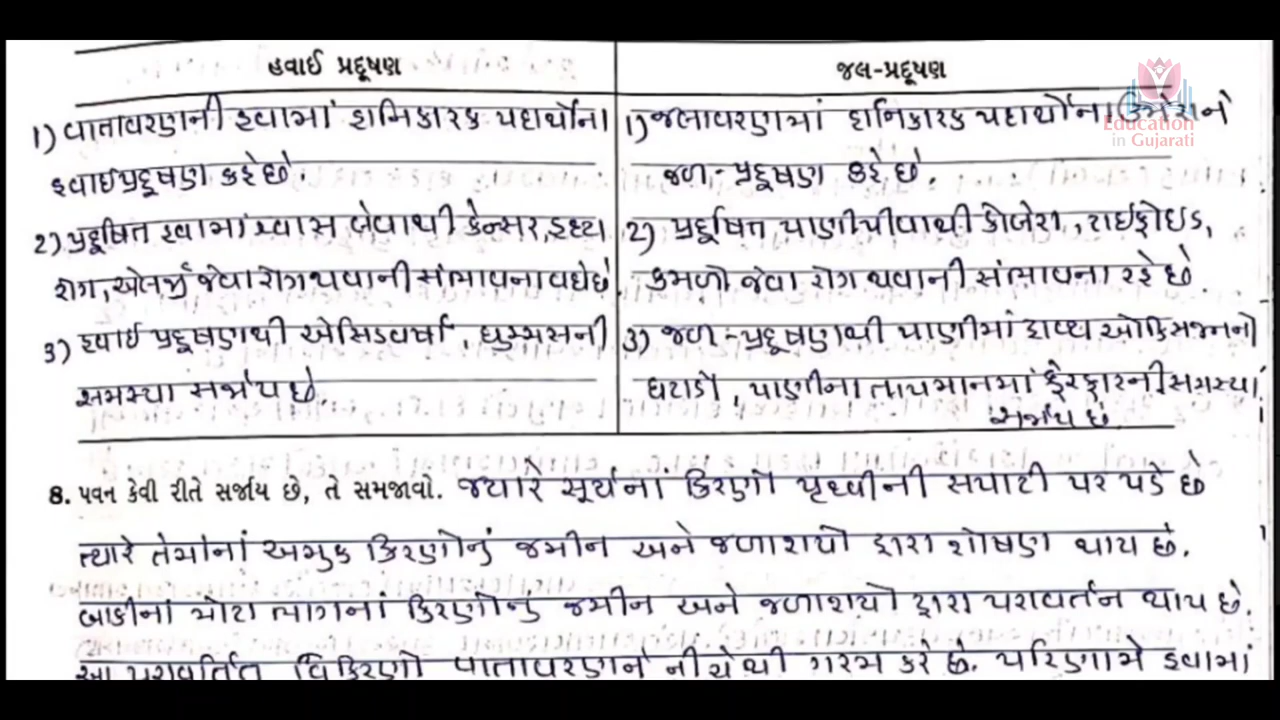 હવાઈ પ્રદૂષણ
જલ-પ્રદૂષણ
Education
in Gujarati
1) વાતાવરણની હવામાં હાનિકારક પદાર્થોના
હવાઈપ્રદૂષણ કહે છે.
2) પ્રદૂષિત હવામાં શ્વાસ લેવાથી કેન્સર, હૃદય
રોગ, એલર્જી જેવા રોગ થવાની સંભાવના વધે છે
3) હવાઈ પ્રદૂષણથી એસિડવર્ષા, ધુમ્મસની
સમસ્યા સર્જાય છે.
1) જલાવરણમાં હાનિકારક પદાર્થોના ઉમેરાને
જળ-પ્રદૂષણ કહે છે.
2) પ્રદૂષિત પાણી પીવાથી કોલેરા, ટાઈફોઇડ,
કમળો જેવા રોગ થવાની સંભાવના રહે છે.
3) જળ-પ્રદૂષણથી પાણીમાં દ્રાવ્ય ઓક્સિજનનો
ઘટાડો, પાણીના તાપમાનમાં ફેરફારની સમસ્યા
સર્જાય છે.
8. પવન કેવી રીતે સર્જાય છે, તે સમજાવો. જ્યારે સૂર્યનાં કિરણો પૃથ્વીની સપાટી પર પડે છે
ત્યારે તેમાંનાં અમુક કિરણોનું જમીન અને જળાશયો દ્વારા શોષણ થાય છે.
બાકીનાં મોટા ભાગનાં કિરણોનું જમીન અને જળાશયો દ્વારા પરાવર્તન થાય છે.
આ પરાવર્તિત વિકિરણો વાતાવરણને નીચેથી ગરમ કરે છે. પરિણામે હવામાં